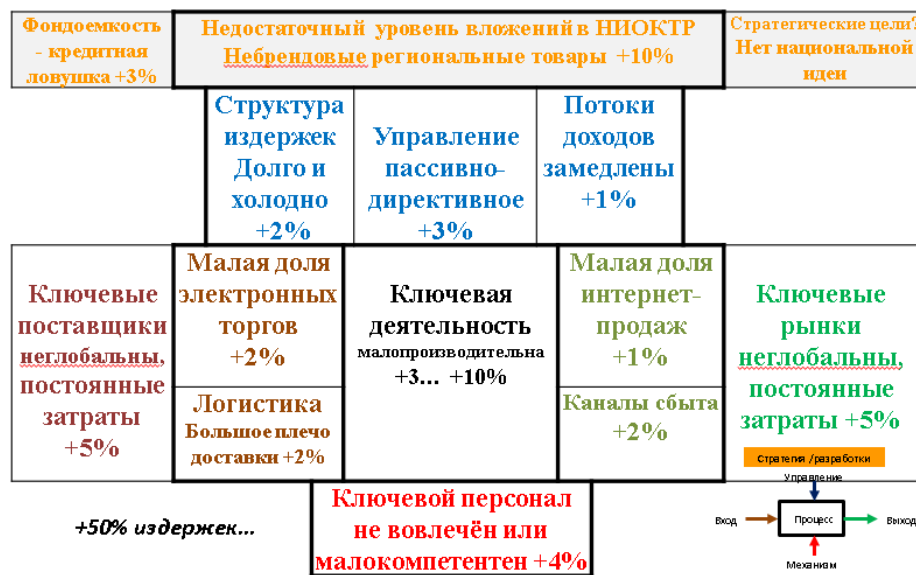 Фондоемкость
- кредитная
ловушка +3%
Недостаточный уровень вложений в НИОКТР
Небрендовые региональные товары +10%
Стратегические цели?
Нет национальной
идеи
Структура
издержек
Долго и
холодно
+2%
Управление
пассивно-
директивное
+3%
Потоки
доходов
замедлены
+1%
Ключевые
поставщики
неглобальны,
постоянные
затраты
+5%
Малая доля
электронных
торгов
+2%
Логистика
Большое плечо
доставки +2%
Ключевая
деятельность
малопроизводительна
+3... +10%
Малая доля
интернет-
продаж
+1%
Каналы сбыта
+2%
Ключевые
рынки
неглобальны,
постоянные
затраты +5%
Ключевой персонал
не вовлечён или
малокомпетентен +4%
+50% издержек...
Стратегия /разработки
Управление
Вход
Процесс
Выход
Механизм